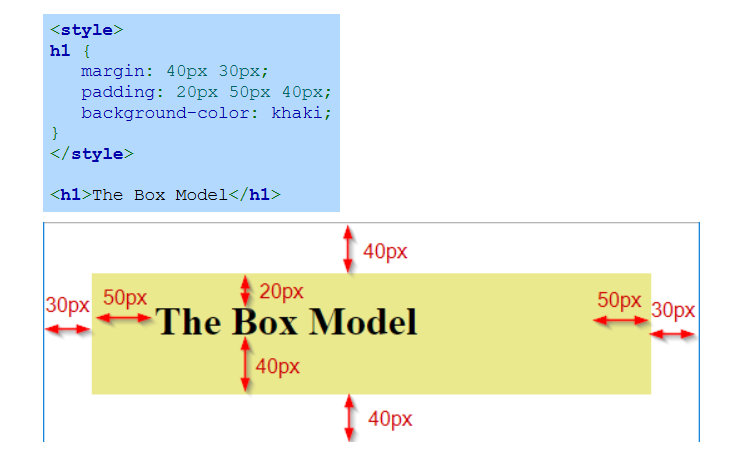 <style>
h1 {
   margin: 40px 30px;
   padding: 20px 50px 40px;
   background-color: khaki;
}
</style>

<h1>The Box Model</h1>
40px
20px
50px
50px
30px
30px
The Box Model
40px
40px